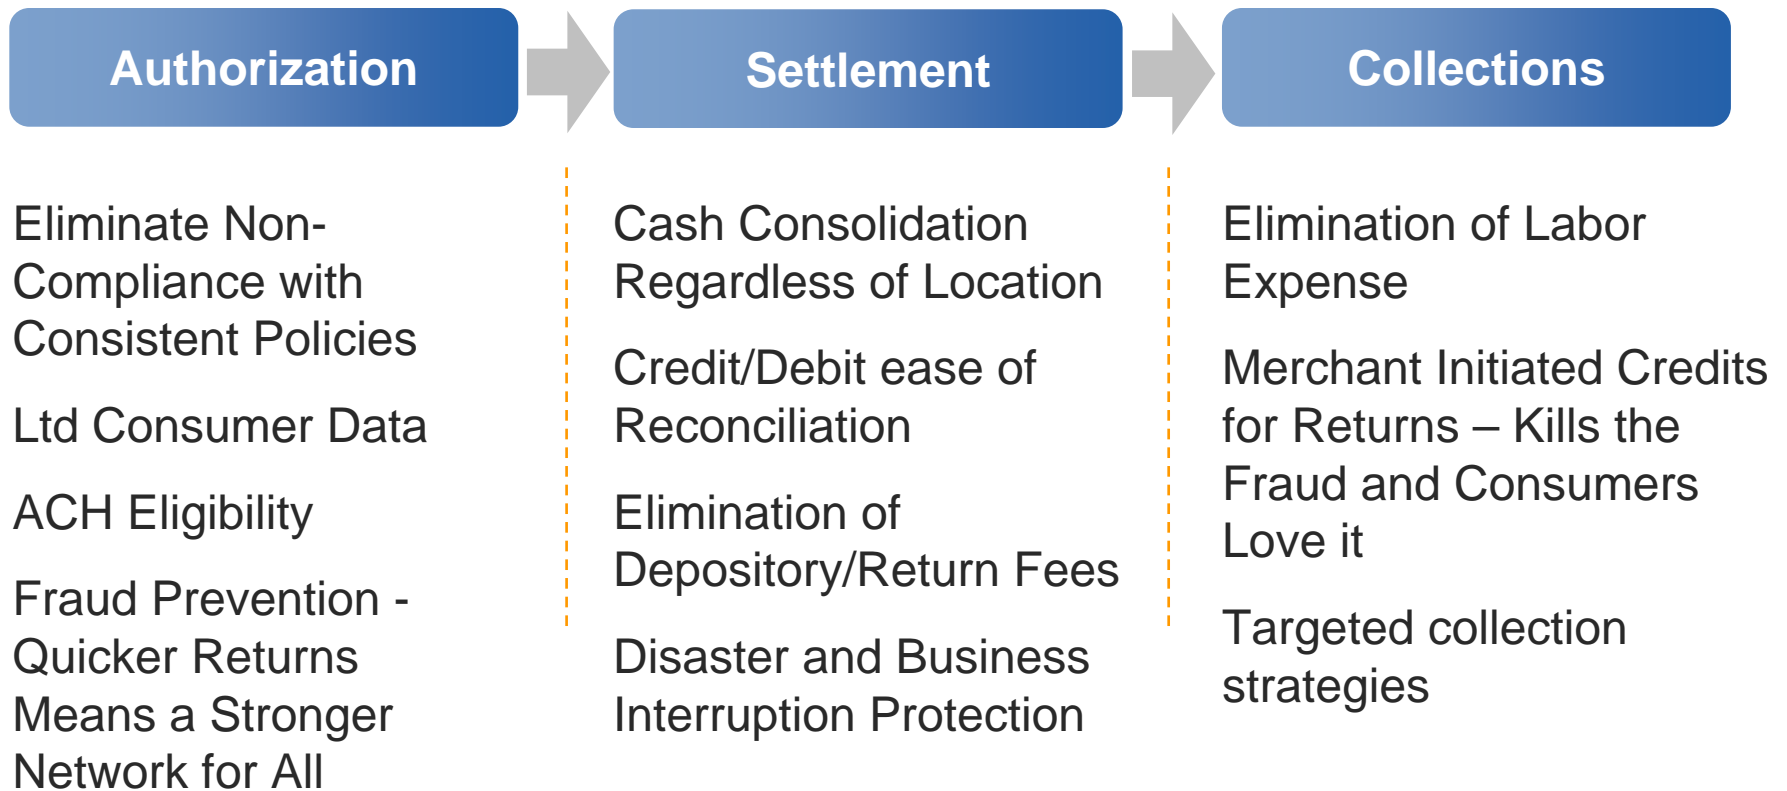 Authorization
Settlement
Collections
Eliminate Non-
Compliance with
Consistent Policies
Ltd Consumer Data
ACH Eligibility
Fraud Prevention -
Quicker Returns
Means a Stronger
Network for All
Cash Consolidation
Regardless of Location
Credit/Debit ease of
Reconciliation
Elimination of
Depository/Return Fees
Disaster and Business
Interruption Protection
Elimination of Labor
Expense
Merchant Initiated Credits
for Returns – Kills the
Fraud and Consumers
Love it
Targeted collection
strategies